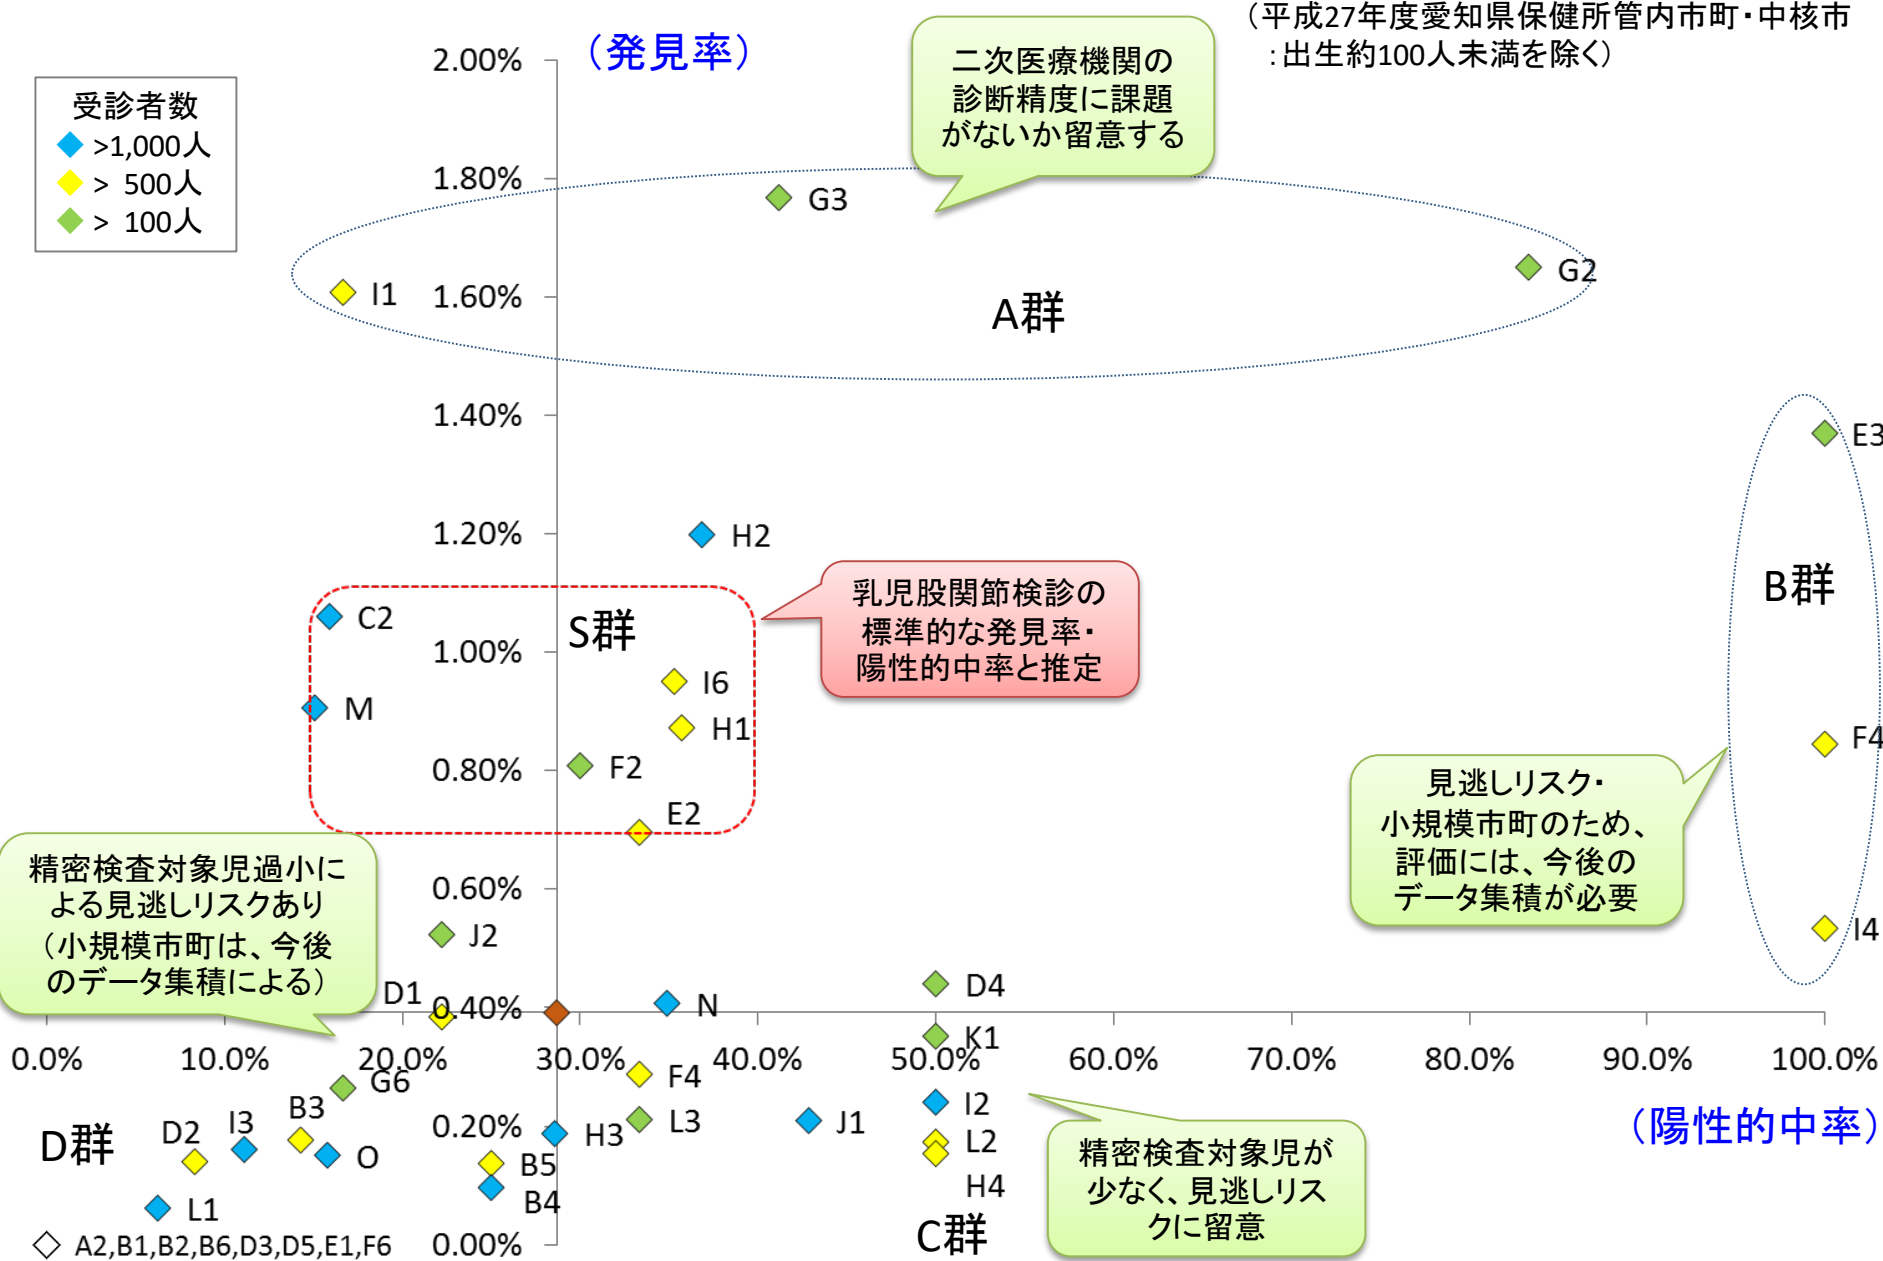 (平成27年度愛知県保健所管内市町・中核市
:出生約100人未満を除く)
(発見率)
2.00%
受診者数
>1,000人
> 500人
> 100人
二次医療機関の
診断精度に課題
がないか留意する
1.80%
G3
G2
I1
1.60%
A群
1.40%
E3
1.20%
H2
B群
C2
S群
乳児股関節検診の
標準的な発見率・
陽性的中率と推定
1.00%
I6
M
H1
F4
0.80%
F2
E2
見逃しリスク・
小規模市町のため、
評価には、今後の
データ集積が必要
精密検査対象児過小に
よる見逃しリスクあり
(小規模市町は、今後
のデータ集積による)
0.60%
J2
I4
D1
0.40%
N
D4
K1
0.0%
10.0%
20.0%
30.0%
40.0%
50.0%
60.0%
70.0%
80.0%
90.0%
100.0%
G6
F4
B3
I3
D2
D群
O
0.20%
H3
L3
J1
I2
L2
H4
(陽性的中率)
B5
B4
L1
精密検査対象児が
少なく、見逃しリス
クに留意
C群
A2,B1,B2,B6,D3,D5,E1,F6
0.00%